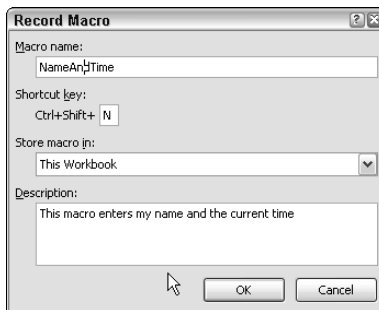 Record Macro
Macro name:
NameAndTime
Shortcut key:
Ctrl+Shift+ N
Store macro in:
This Workbook
Description:
This macro enters my name and the current time
OK Cancel